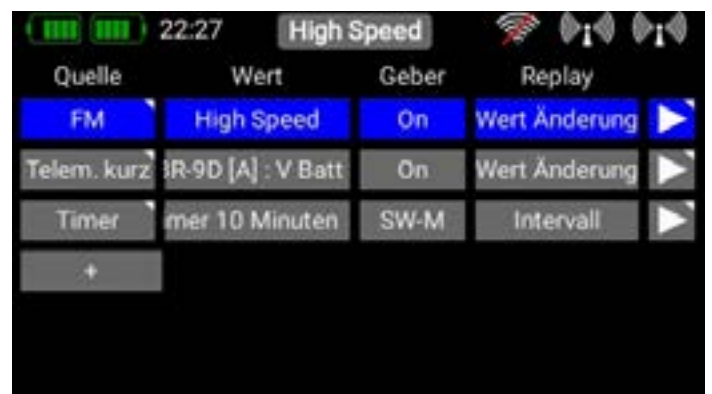 22:27 High Speed
Quelle Wert Geber Replay
FM High Speed On Wert Änderung
Telem. kurz R-9D [A] : V Batt On Wert Änderung
Timer mer 10 Minuten SW-M Intervall
+